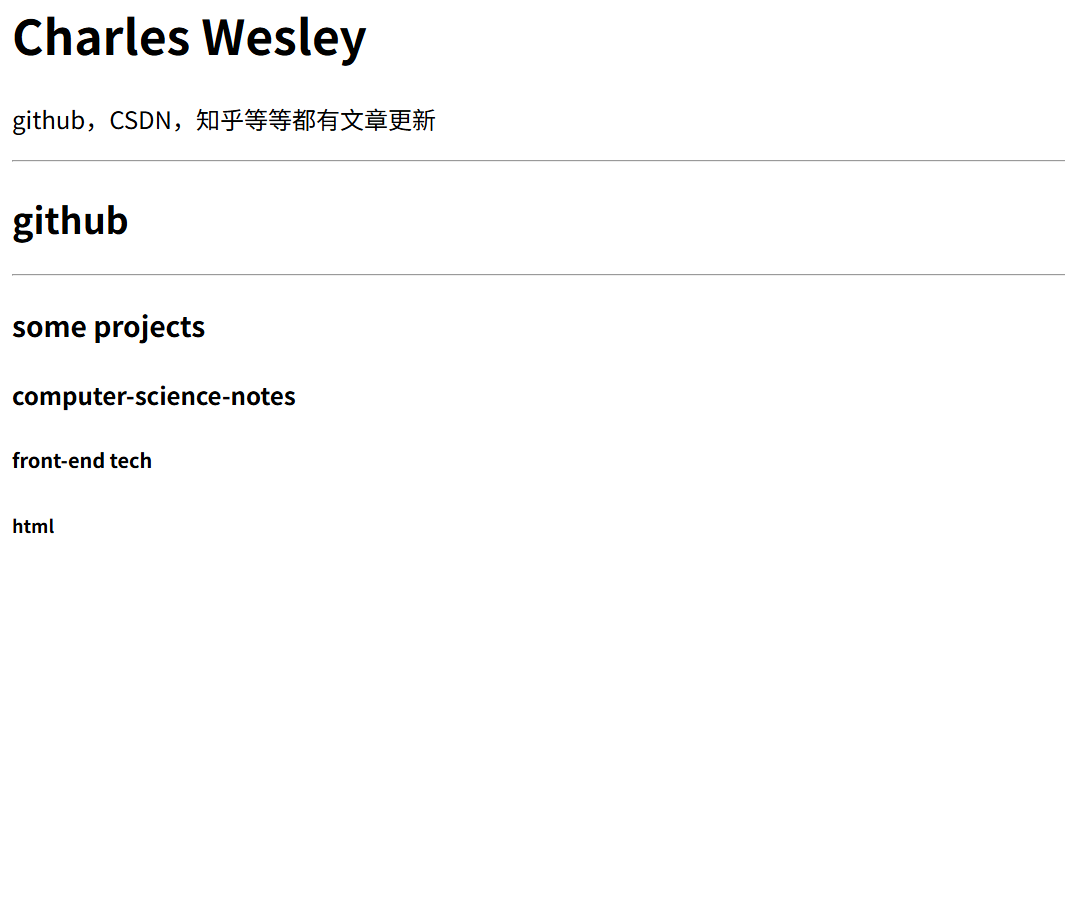 Charles Wesley
github，CSDN，知乎等等都有文章更新
github
some projects
computer-science-notes
front-end tech
html